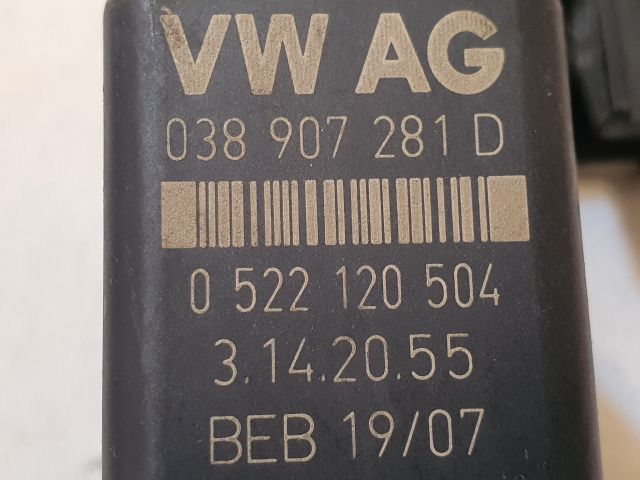 VW AG
038 907 281 D
0 522 120 504
3.14.20.55
BEB 19/07